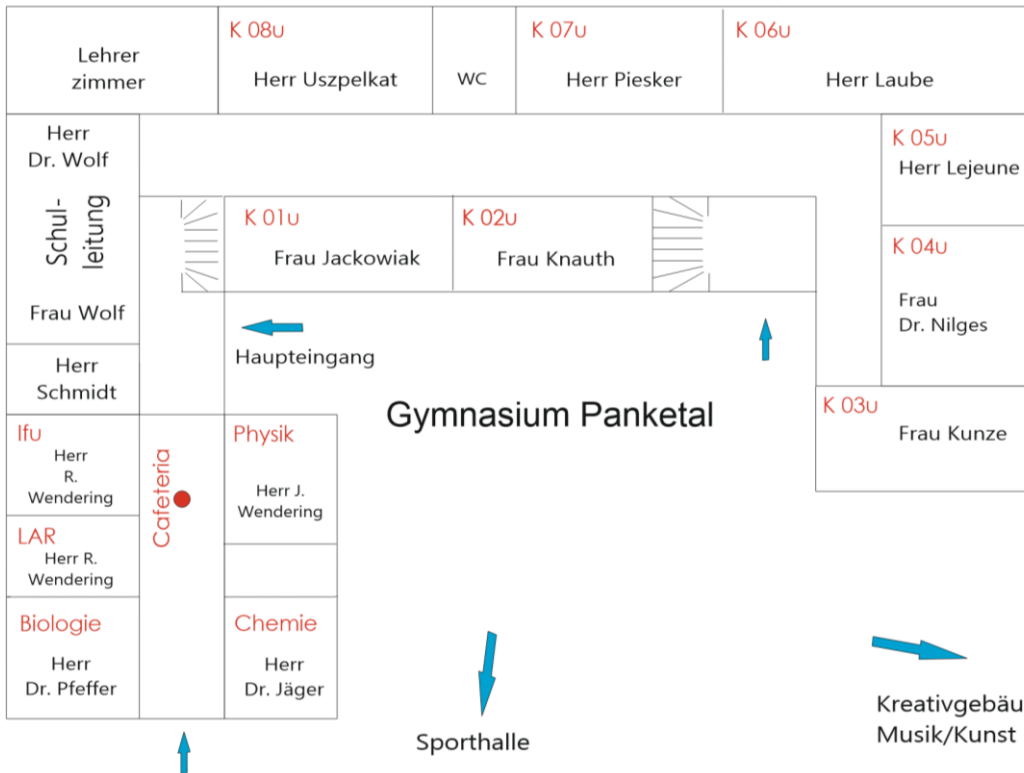 Lehrer
zimmer
K 08u
Herr Uszpelkat
WC
K 07u
Herr Piesker
K 06u
Herr Laube
Herr
Dr. Wolf
Schul-
leitung
Frau Wolf
K 05u
Herr Lejeune
K 01u
Frau Jackowiak
K 02u
Frau Knauth
K 04u
Frau
Dr. Nilges
Haupteingang
Herr
Schmidt
Gymnasium Panketal
K 03u
Frau Kunze
Ifu
Herr
R.
Wendering
Cafeteria
Physik
Herr J.
Wendering
LAR
Herr R.
Wendering
Biologie
Herr
Dr. Pfeffer
Chemie
Herr
Dr. Jäger
Sporthalle
Kreativgebäu
Musik/Kunst